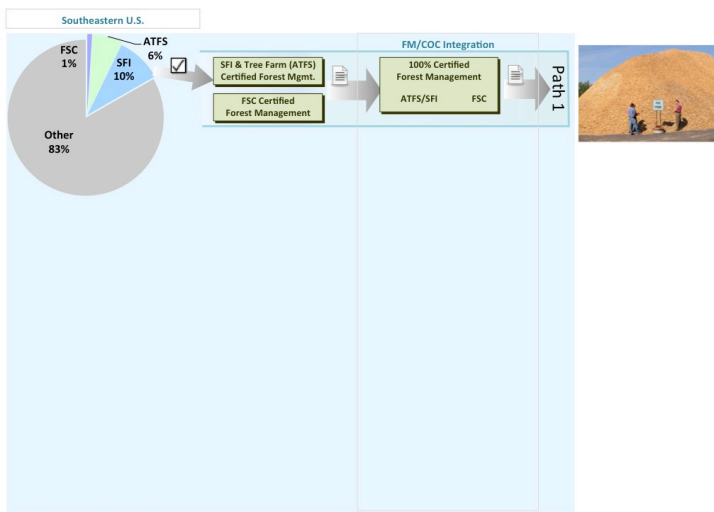 Southeastern U.S.
FSC
1%
ATFS
6%
SFI
10%
Other
83%
SFI & Tree Farm (ATFS)
Certified Forest Mgmt.
FSC Certified
Forest Management
FM/COC Integration
100% Certified
Forest Management
ATFS/SFI FSC
Path 1